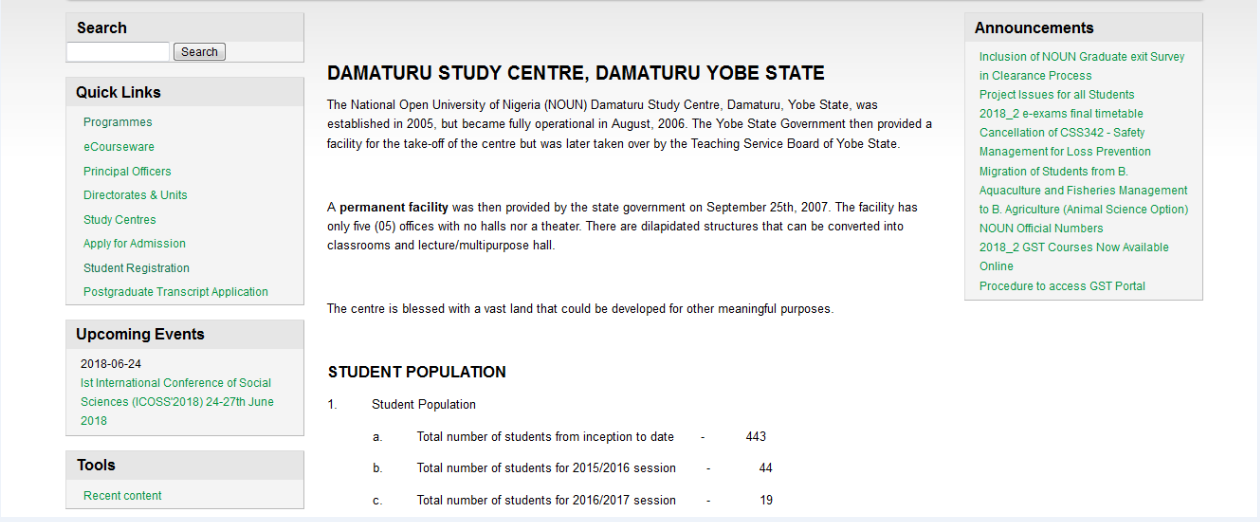 Search
Search
Quick Links
Programmes
eCourseware
Principal Officers
Directorates & Units
Study Centres
Apply for Admission
Student Registration
Postgraduate Transcript Application
Upcoming Events
2018-06-24
Ist International Conference of Social
Sciences (ICOSS'2018) 24-27th June
2018
Tools
Recent content
DAMATURU STUDY CENTRE, DAMATURU YOBE STATE
The National Open University of Nigeria (NOUN) Damaturu Study Centre, Damaturu, Yobe State, was
established in 2005, but became fully operational in August, 2006. The Yobe State Government then provided a
facility for the take-off of the centre but was later taken over by the Teaching Service Board of Yobe State.
A permanent facility was then provided by the state government on September 25th, 2007. The facility has
only five (05) offices with no halls nor a theater. There are dilapidated structures that can be converted into
classrooms and lecture/multipurpose hall.
The centre is blessed with a vast land that could be developed for other meaningful purposes.
STUDENT POPULATION
1. Student Population
a. Total number of students from inception to date - 443
b. Total number of students for 2015/2016 session - 44
c. Total number of students for 2016/2017 session - 19
Announcements
Inclusion of NOUN Graduate exit Survey
in Clearance Process
Project Issues for all Students
2018_2 e-exams final timetable
Cancellation of CSS342 - Safety
Management for Loss Prevention
Migration of Students from B.
Aquaculture and Fisheries Management
to B. Agriculture (Animal Science Option)
NOUN Official Numbers
2018_2 GST Courses Now Available
Online
Procedure to access GST Portal